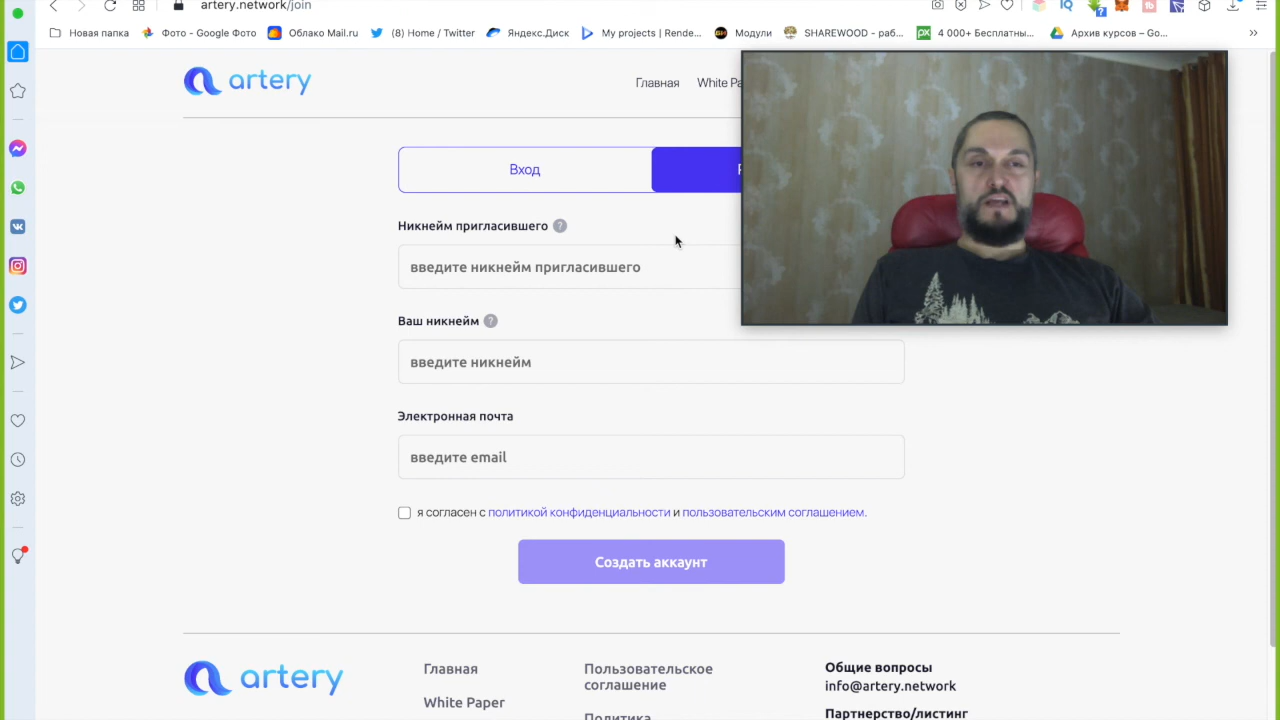 artery.network/join
Новая папка
Фото - Google Фото
Облако Mail.ru
(8) Home / Twitter
Яндекс.Диск
My projects | Rende...
Модули
SHAREWOOD - раб...
4 000+ Бесплатны...
Архив курсов – Go...
artery
Главная
White Pa
Вход
Никнейм пригласившего ?
введите никнейм пригласившего
Ваш никнейм ?
введите никнейм
Электронная почта
введите email
я согласен с политикой конфиденциальности и пользовательским соглашением.
Создать аккаунт
artery
Главная
White Paper
Пользовательское
соглашение
Политика
Общие вопросы
info@artery.network
Партнерство/листинг